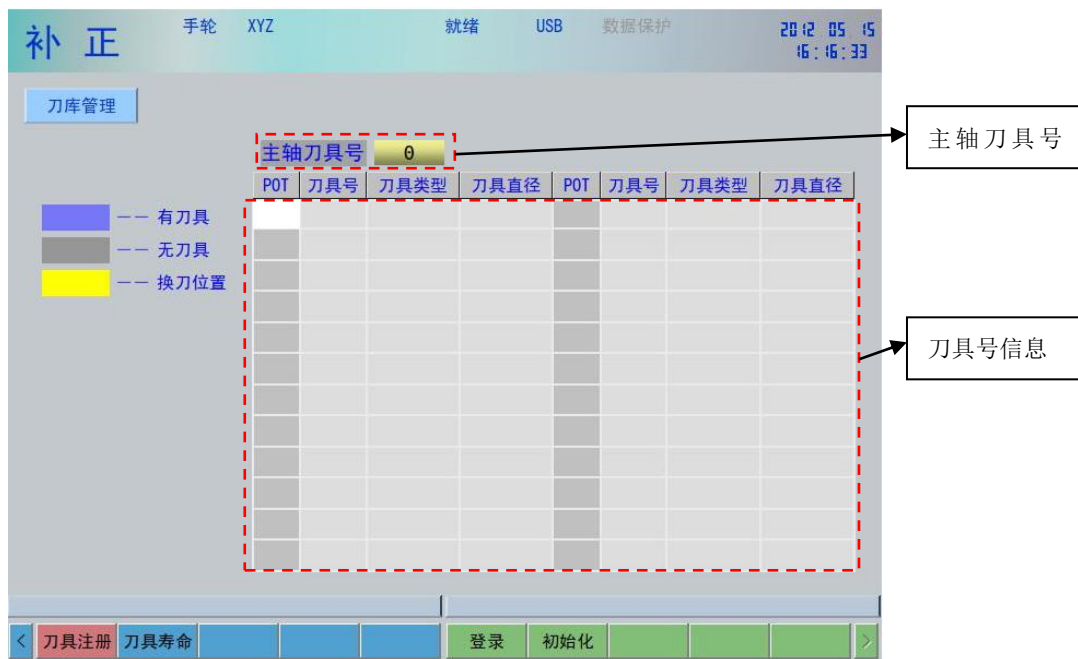 补 正
手轮 XYZ 就绪 USB 数据保护
2012 05 15
16:16:33
刀库管理
主轴刀具号 0
主轴刀具号
POT 刀具号 刀具类型 刀具直径 POT 刀具号 刀具类型 刀具直径
—— 有刀具
—— 无刀具
—— 换刀位置
刀具号信息
< 刀具注册 刀具寿命 登录 初始化 >